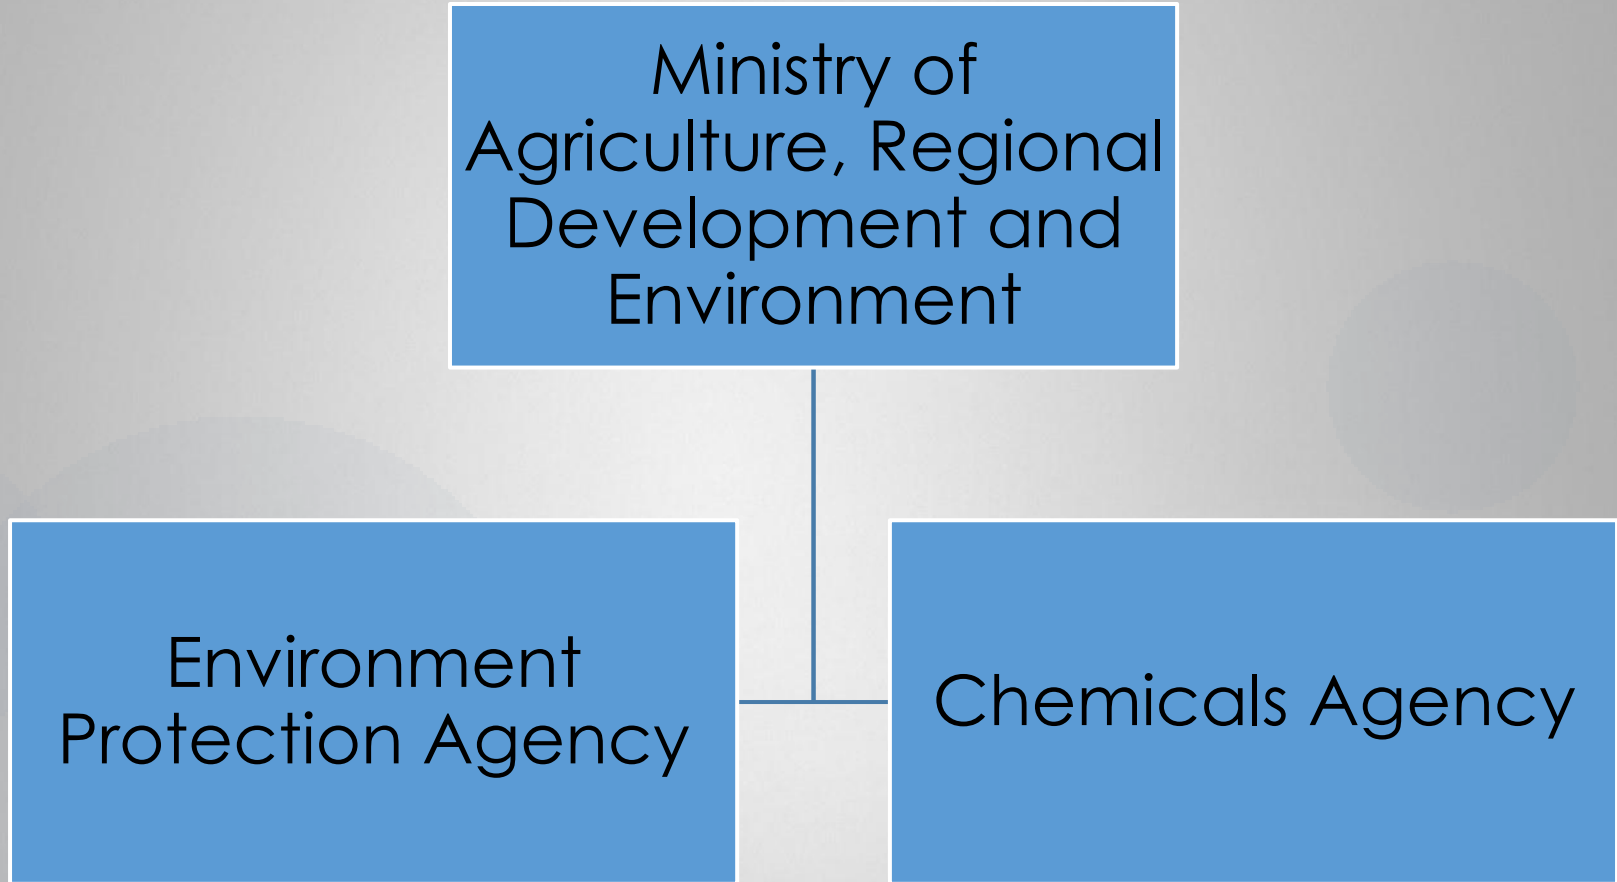 Ministry of
Agriculture, Regional
Development and
Environment
Environment
Protection Agency
Chemicals Agency